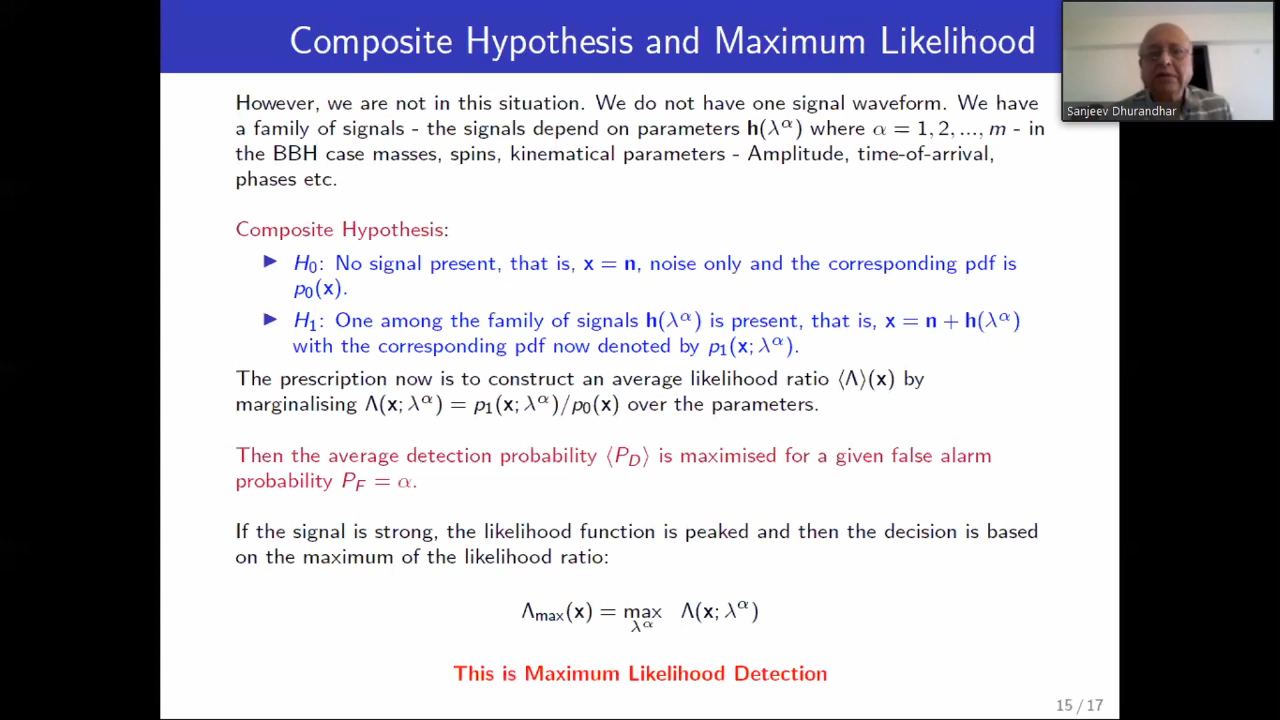 Composite Hypothesis and Maximum Likelihood
Sanjeev Dhurandhar
However, we are not in this situation. We do not have one signal waveform. We have
a family of signals - the signals depend on parameters h(λ^α) where α = 1, 2, ..., m - in
the BBH case masses, spins, kinematical parameters - Amplitude, time-of-arrival,
phases etc.
Composite Hypothesis:
▶ H₀: No signal present, that is, x = n, noise only and the corresponding pdf is
p₀(x).
▶ H₁: One among the family of signals h(λ^α) is present, that is, x = n + h(λ^α)
with the corresponding pdf now denoted by p₁(x; λ^α).
The prescription now is to construct an average likelihood ratio ⟨Λ⟩(x) by
marginalising Λ(x; λ^α) = p₁(x; λ^α)/p₀(x) over the parameters.
Then the average detection probability ⟨P_D⟩ is maximised for a given false alarm
probability P_F = α.
If the signal is strong, the likelihood function is peaked and then the decision is based
on the maximum of the likelihood ratio:
Λ_max(x) = max_{λ^α} Λ(x; λ^α)
This is Maximum Likelihood Detection
15 / 17